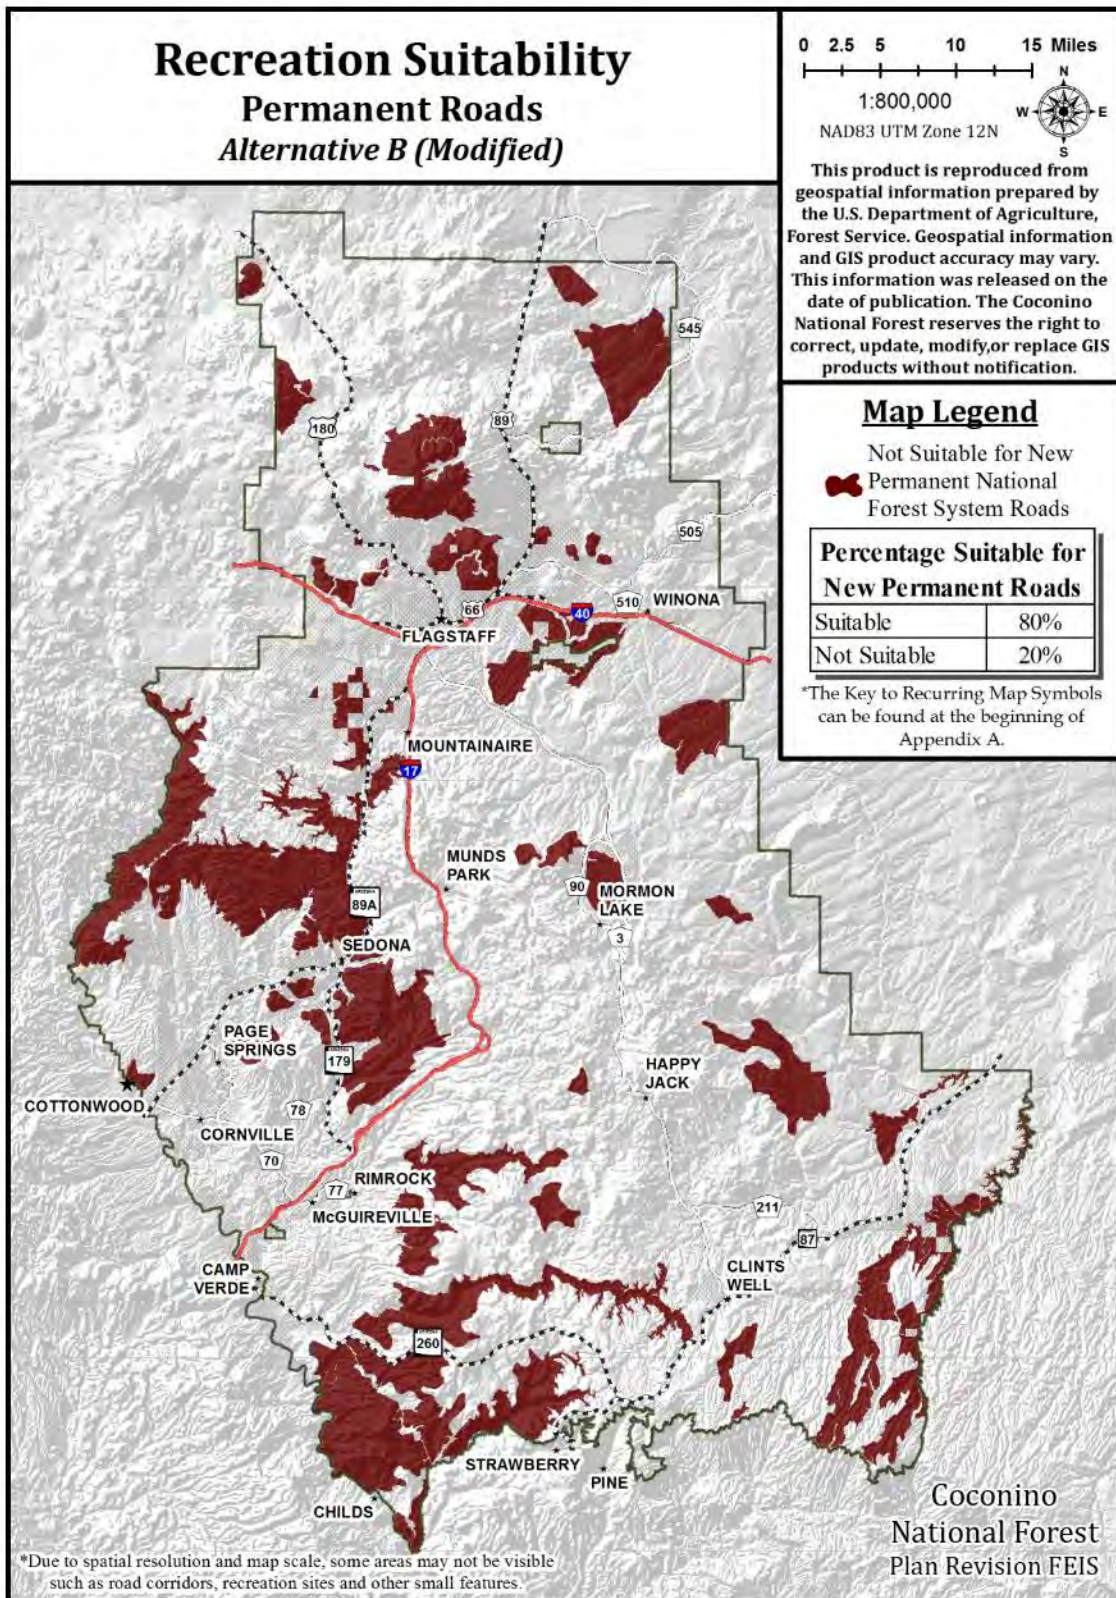 Recreation Suitability
Permanent Roads
Alternative B (Modified)
0 2.5 5 10 15 Miles
N
W E
S
1:800,000
NAD83 UTM Zone 12N
This product is reproduced from
geospatial information prepared by
the U.S. Department of Agriculture,
Forest Service. Geospatial information
and GIS product accuracy may vary.
This information was released on the
date of publication. The Coconino
National Forest reserves the right to
correct, update, modify,or replace GIS
products without notification.
Map Legend
Not Suitable for New
Permanent National
Forest System Roads
Percentage Suitable for
New Permanent Roads
Suitable 80%
Not Suitable 20%
*The Key to Recurring Map Symbols
can be found at the beginning of
Appendix A.
545
180
89
505
510
WINONA
66
40
FLAGSTAFF
MOUNTAINAIRE
17
MUNDS
PARK
90
MORMON
LAKE
89A
3
SEDONA
PAGE
SPRINGS
179
HAPPY
JACK
COTTONWOOD
78
CORNVILLE
70
RIMROCK
77
McGUIREVILLE
211
87
CAMP
VERDE
CLINTS
WELL
260
STRAWBERRY
PINE
CHILDS
Coconino
National Forest
Plan Revision FEIS
*Due to spatial resolution and map scale, some areas may not be visible
such as road corridors, recreation sites and other small features.